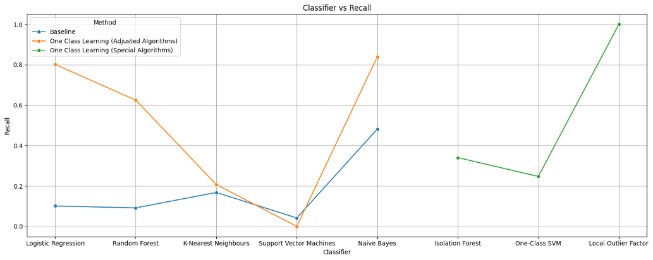 Classifier vs Recall
Method
Baseline
One Class Learning (Adjusted Algorithms)
One Class Learning (Special Algorithms)
1.0
0.8
0.6
0.4
0.2
0.0
Recall
Logistic Regression
Random Forest
K-Nearest Neighbours
Support Vector Machines
Naive Bayes
Isolation Forest
One-Class SVM
Local Outlier Factor
Classifier